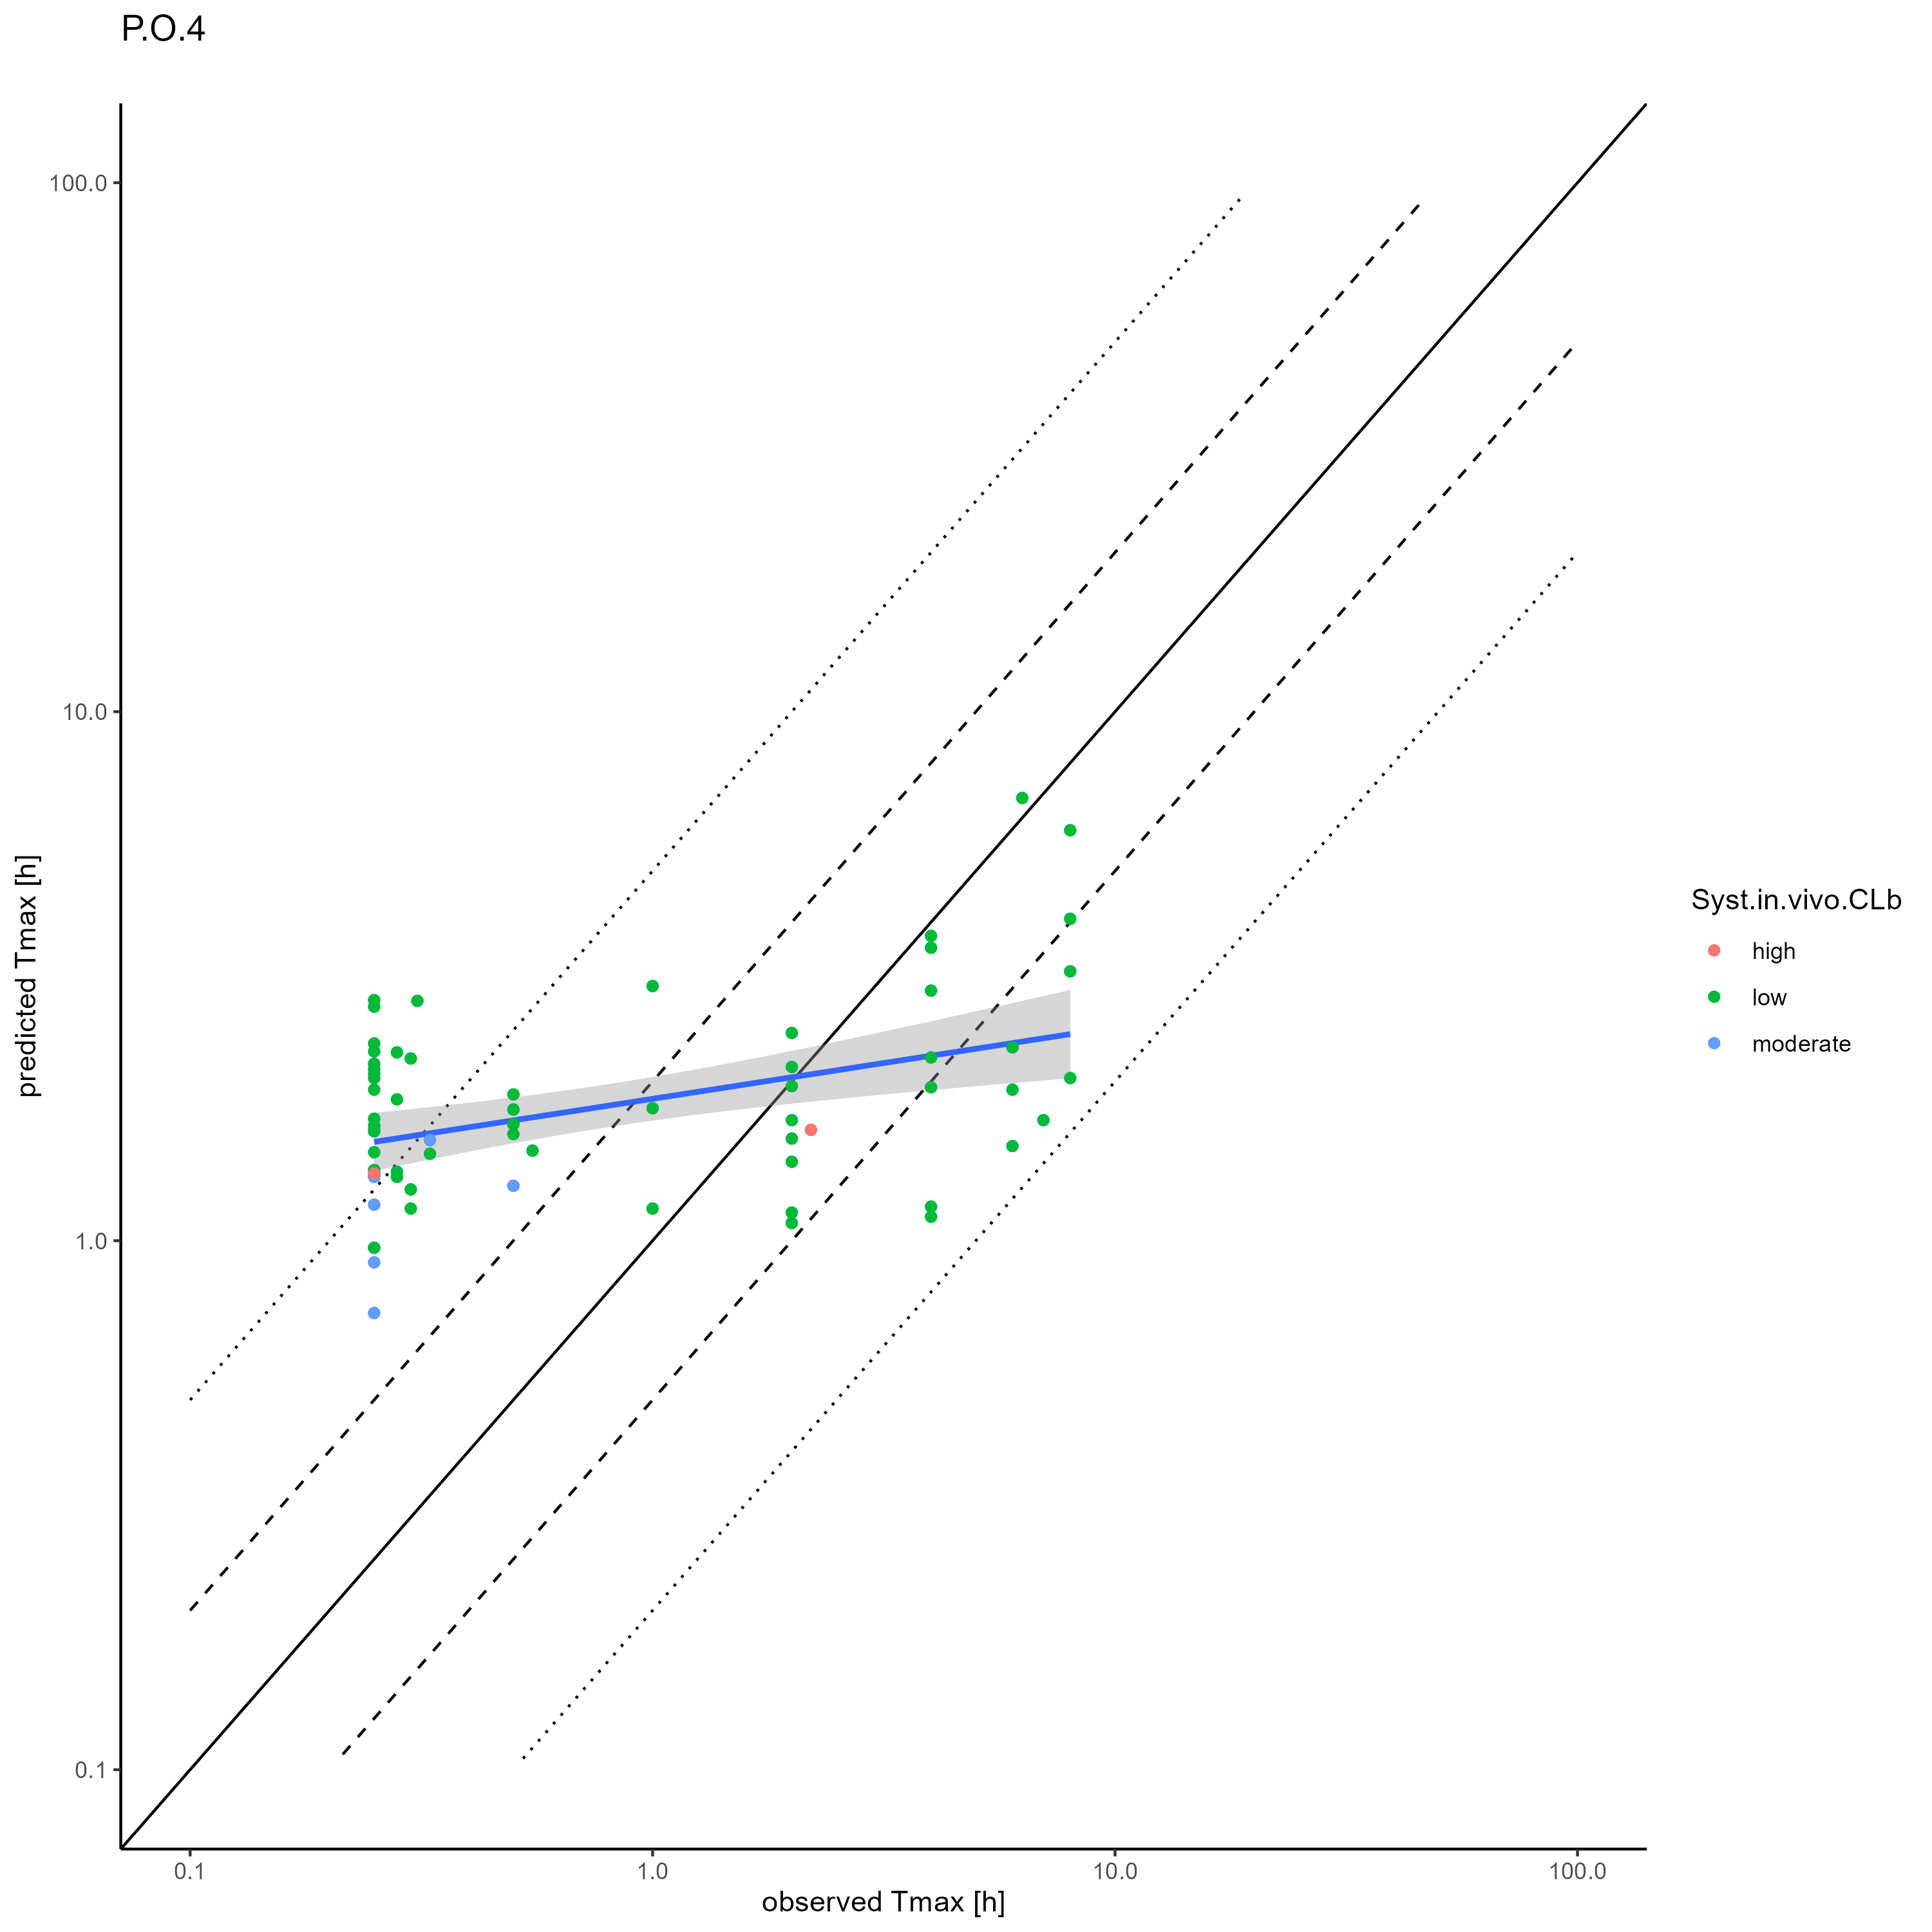 P.O.4
100.0
10.0
1.0
0.1
predicted Tmax [h]
0.1
1.0
10.0
100.0
observed Tmax [h]
Syst.in.vivo.CLb
high
low
moderate